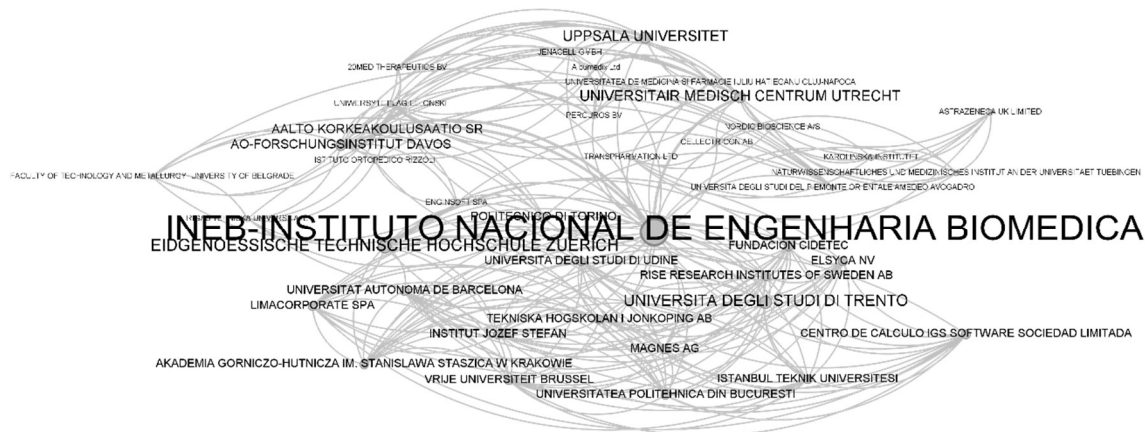 UPPSALA UNIVERSITET
JENACELL GMBH
20MED THERAPEUTICS BV
Albumedix Ltd
UNIVERSITATEA DE MEDICINA SI FARMACIE IULIU HATIEGANU CLUJ-NAPOCA
UNIVERSITAIR MEDISCH CENTRUM UTRECHT
ASTRAZENECA UK LIMITED
PERCUROS BV
AALTO KORKEAKOULUSAATIO SR
NORDIC BIOSCIENCE A/S
AO-FORSCHUNGSINSTITUT DAVOS
CELLECTRICON AB
ISTITUTO ORTOPEDICO RIZZOLI
TRANSPHARMATION LTD
KAROLINSKA INSTITUTET
NATURWISSENSCHAFTLICHES UND MEDIZINISCHES INSTITUT AN DER UNIVERSITAET TUEBINGEN
FACULTY OF TECHNOLOGY AND METALLURGY UNIVERSITY OF BELGRADE
UNIVERSITA DEGLI STUDI DEL PIEMONTE ORIENTALE AMEDEO AVOGADRO
ENGINSOFT SPA
POLITECNICO DI TORINO
INEB-INSTITUTO NACIONAL DE ENGENHARIA BIOMEDICA
EIDGENOESSISCHE TECHNISCHE HOCHSCHULE ZUERICH
FUNDACION CIDETEC
UNIVERSITA DEGLI STUDI DI UDINE
ELSYCA NV
RISE RESEARCH INSTITUTES OF SWEDEN AB
UNIVERSITAT AUTONOMA DE BARCELONA
LIMACORPORATE SPA
UNIVERSITA DEGLI STUDI DI TRENTO
TEKNISKA HOGSKOLAN I JONKOPING AB
INSTITUT JOZEF STEFAN
CENTRO DE CALCULO IGS SOFTWARE SOCIEDAD LIMITADA
MAGNES AG
AKADEMIA GORNICZO-HUTNICZA IM. STANISLAWA STASZICA W KRAKOWIE
VRIJE UNIVERSITEIT BRUSSEL
ISTANBUL TEKNIK UNIVERSITESI
UNIVERSITATEA POLITEHNICA DIN BUCURESTI